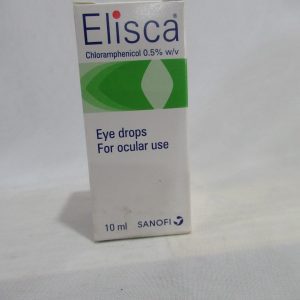 Elisca®
Chloramphenicol 0.5% w/v
Eye drops
For ocular use
10 ml SANOFI